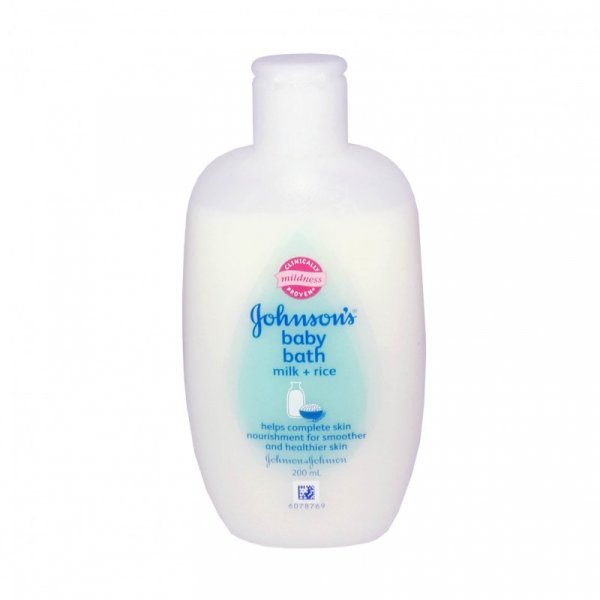 CLINICALLY
mildness
PROVEN*
Johnson's®
baby
bath
milk + rice
helps complete skin
nourishment for smoother
and healthier skin
Johnson & Johnson
200 mL
6078769